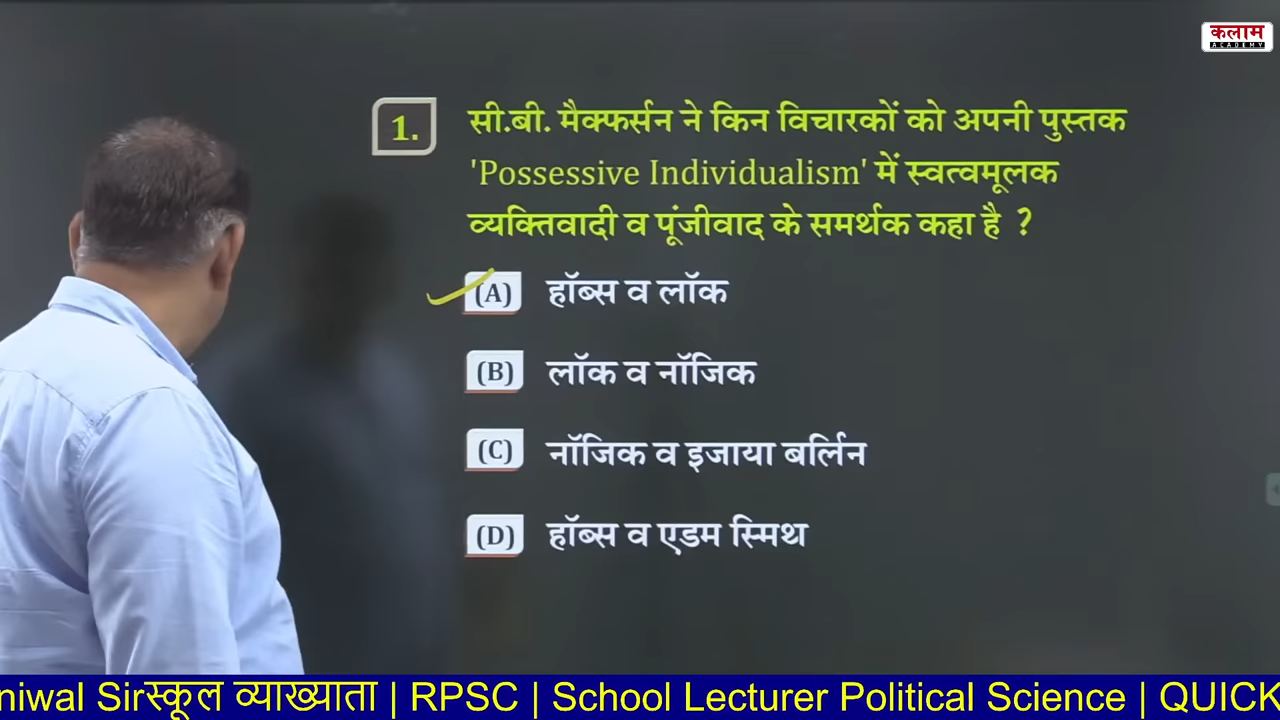 कलाम
ACADEMY
1. सी.बी. मैक्फर्सन ने किन विचारकों को अपनी पुस्तक
'Possessive Individualism' में स्वत्वमूलक
व्यक्तिवादी व पूंजीवाद के समर्थक कहा है ?
(A) हॉब्स व लॉक
(B) लॉक व नॉजिक
(C) नॉजिक व इजाया बर्लिन
(D) हॉब्स व एडम स्मिथ
niwal Sirस्कूल व्याख्याता | RPSC | School Lecturer Political Science | QUICK